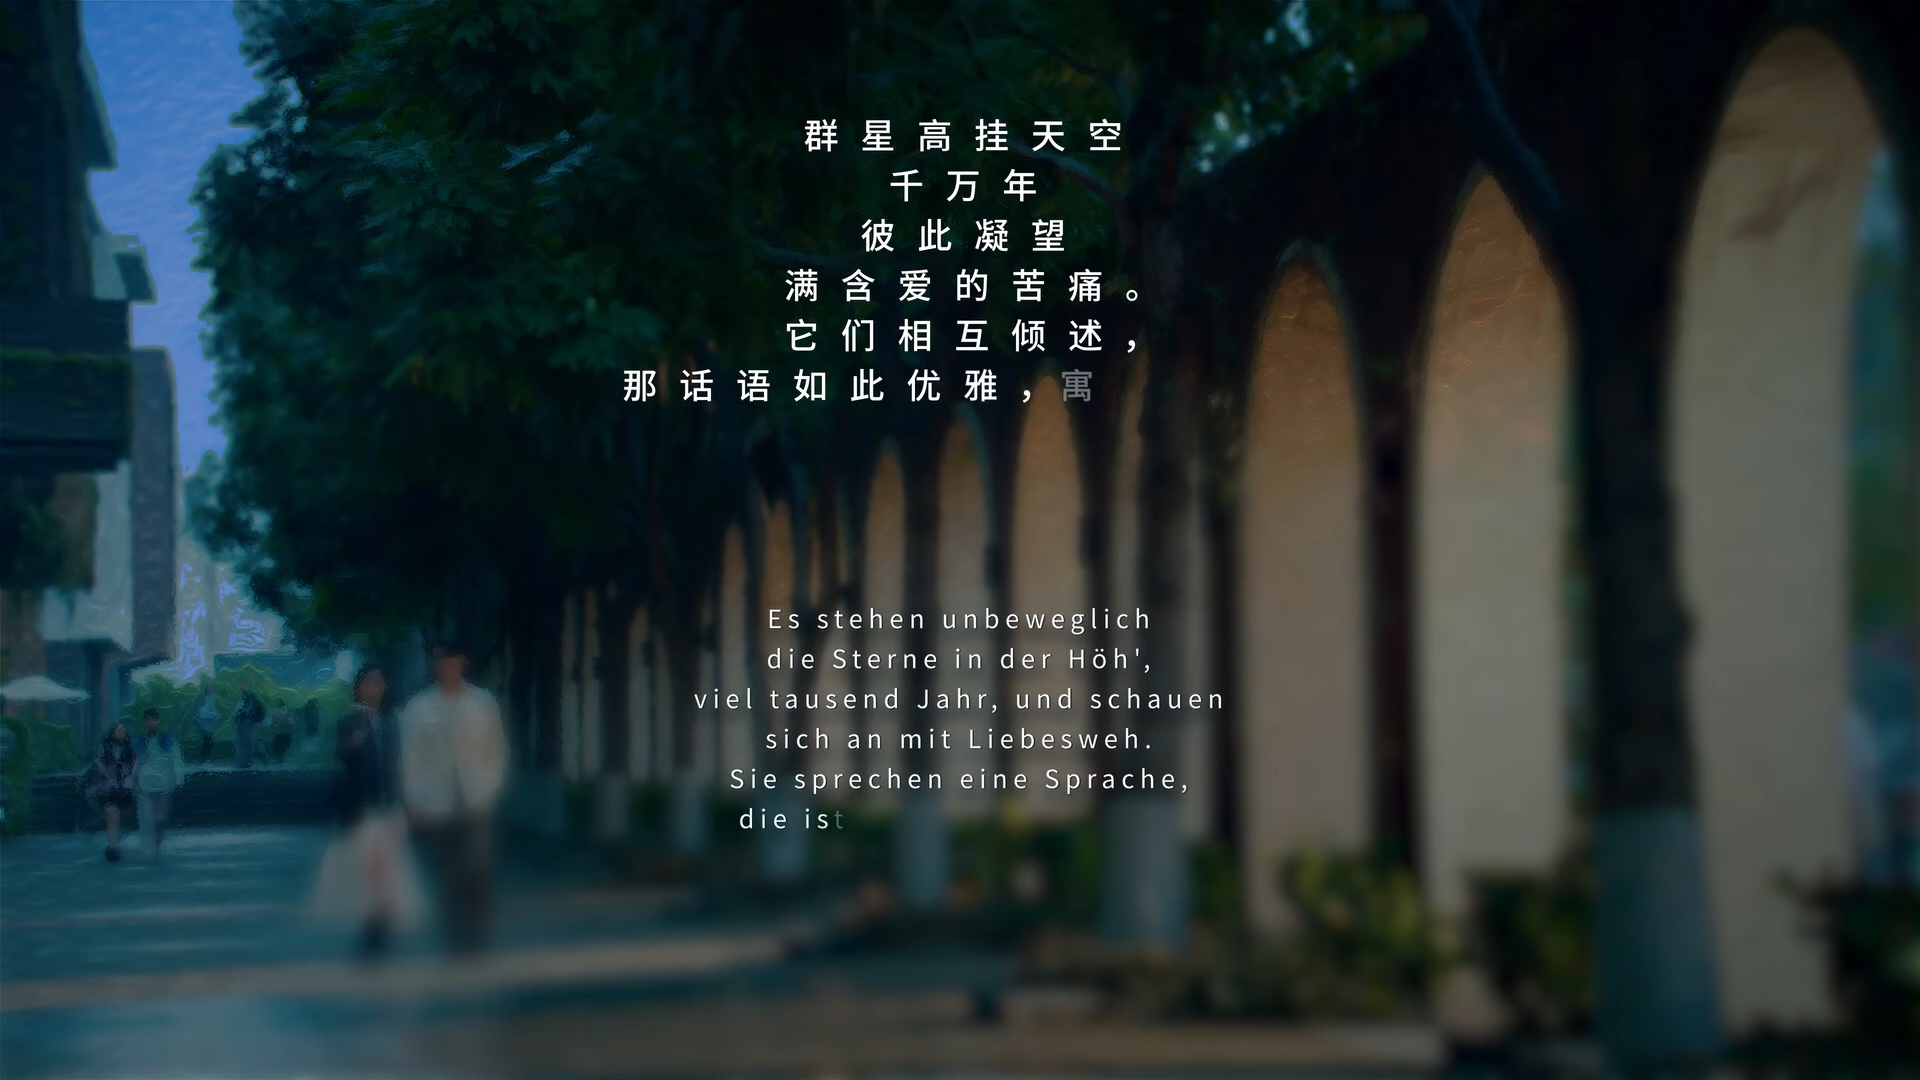 群星高挂天空
千万年
彼此凝望
满含爱的苦痛。
它们相互倾述，
那话语如此优雅，寓
Es stehen unbeweglich
die Sterne in der Höh',
viel tausend Jahr, und schauen
sich an mit Liebesweh.
Sie sprechen eine Sprache,
die ist